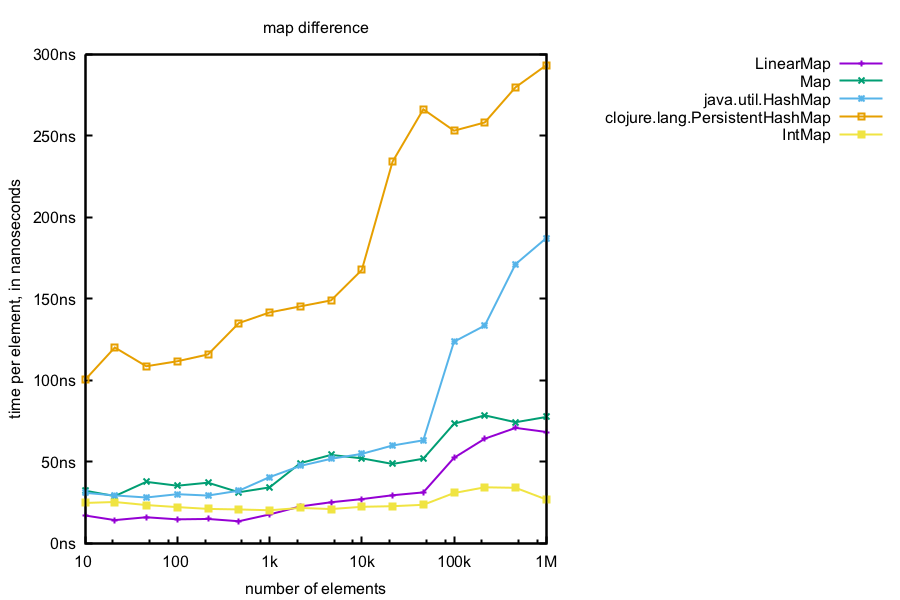 map difference
300ns
250ns
200ns
150ns
100ns
50ns
0ns
time per element, in nanoseconds
10
100
1k
10k
100k
1M
number of elements
LinearMap
Map
java.util.HashMap
clojure.lang.PersistentHashMap
IntMap